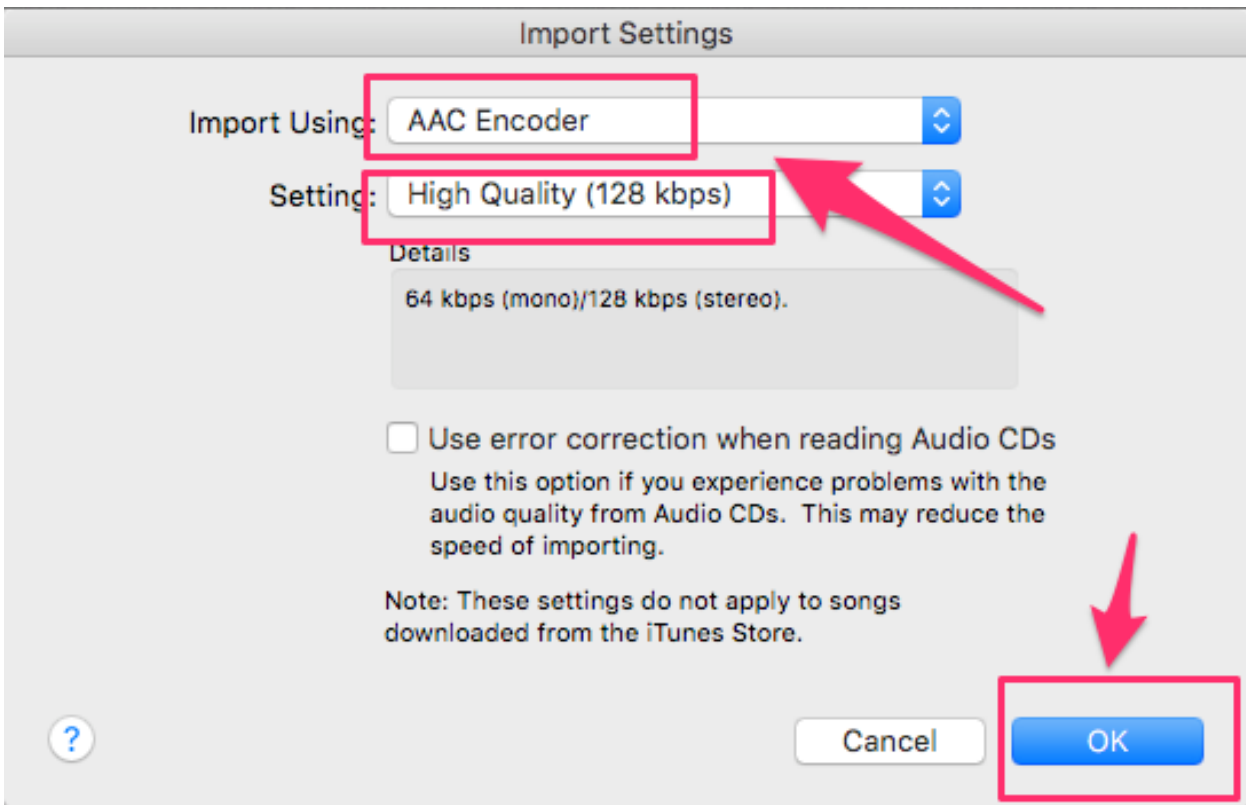 Import Settings
Import Using: AAC Encoder
Setting: High Quality (128 kbps)
Details
64 kbps (mono)/128 kbps (stereo).
Use error correction when reading Audio CDs
Use this option if you experience problems with the
audio quality from Audio CDs. This may reduce the
speed of importing.
Note: These settings do not apply to songs
downloaded from the iTunes Store.
? Cancel OK